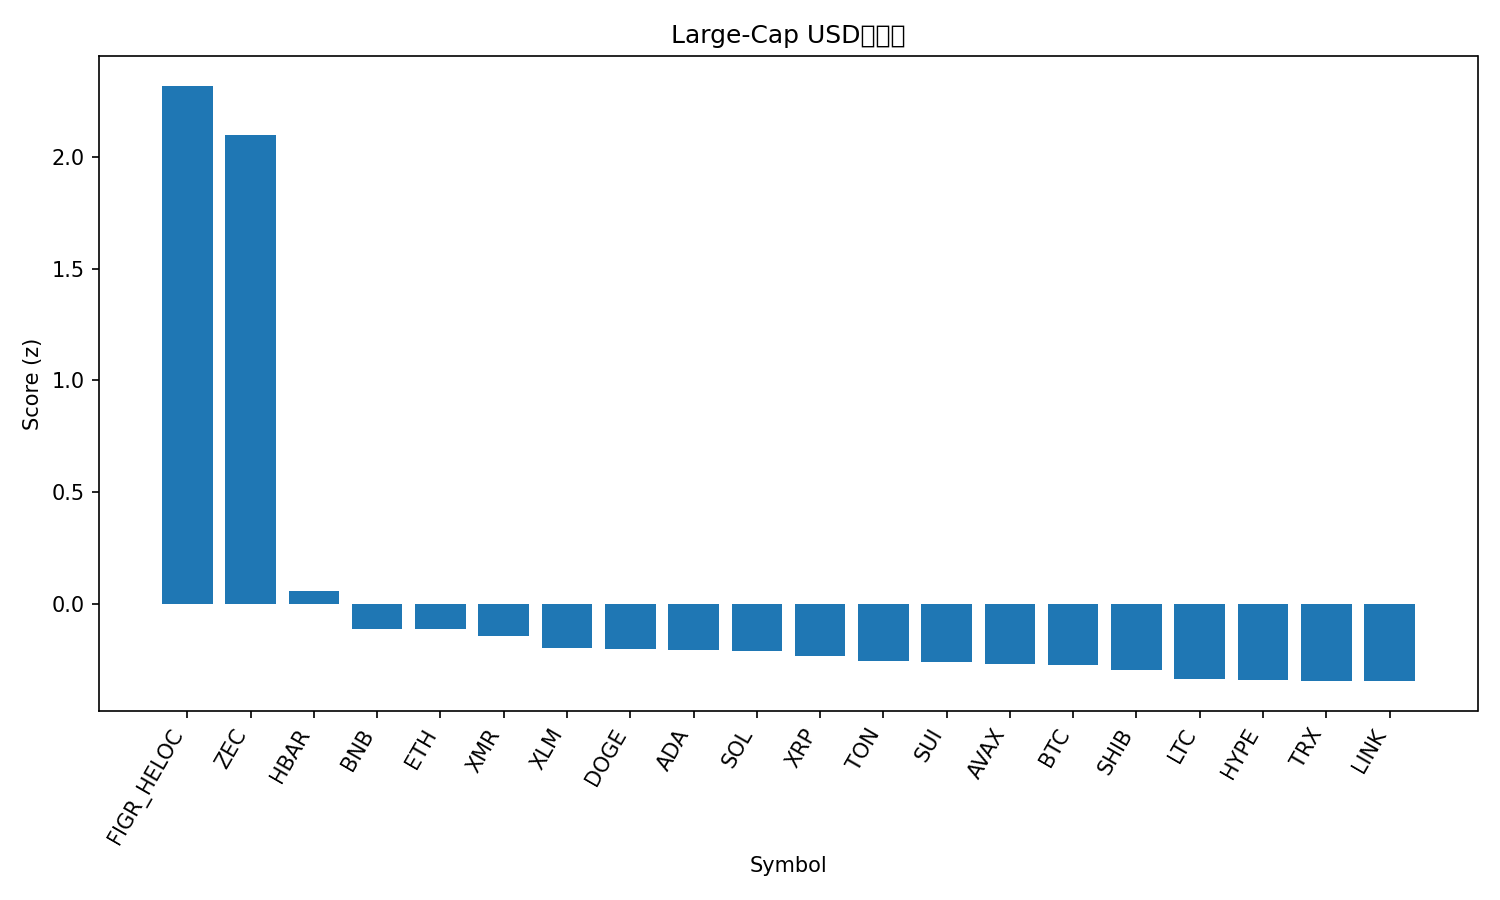 Large-Cap USD
Score (z)
2.0
1.5
1.0
0.5
0.0
FIGR_HELOC
ZEC
HBAR
BNB
ETH
XMR
XLM
DOGE
ADA
SOL
XRP
TON
SUI
AVAX
BTC
SHIB
LTC
HYPE
TRX
LINK
Symbol